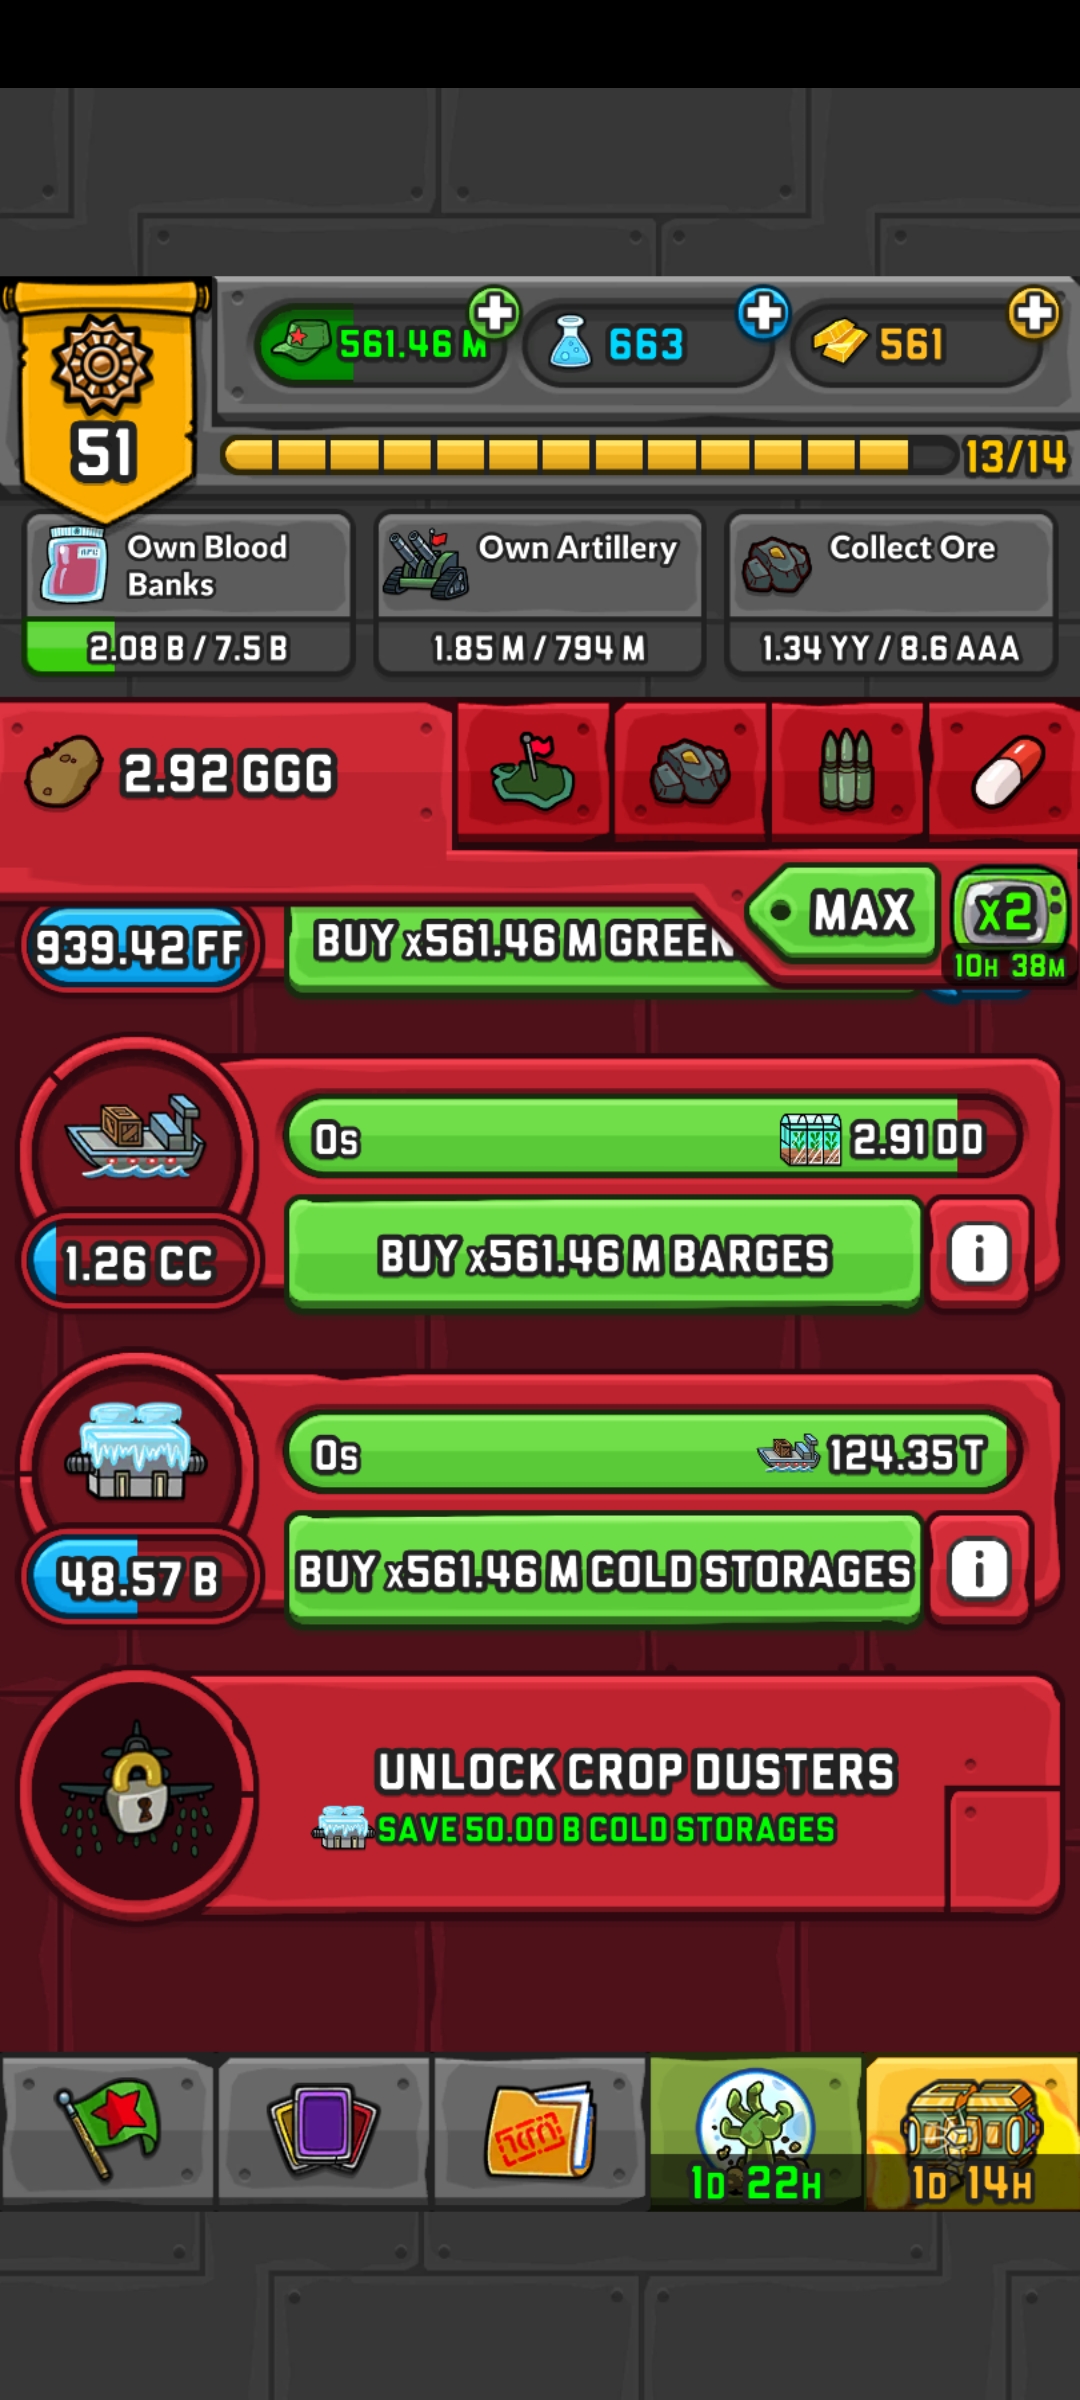 561.46 M
663
561
51
13/14
Own Blood
Banks
2.08 B / 7.5 B
Own Artillery
1.85 M / 794 M
Collect Ore
1.34 YY / 8.6 AAA
2.92 GGG
MAX
x2
10H 38M
939.42 FF
BUY x561.46 M GREEN
0s
2.91 DD
1.26 CC
BUY x561.46 M BARGES
i
0s
124.35 T
48.57 B
BUY x561.46 M COLD STORAGES
i
UNLOCK CROP DUSTERS
SAVE 50.00 B COLD STORAGES
1D 22H
1D 14H